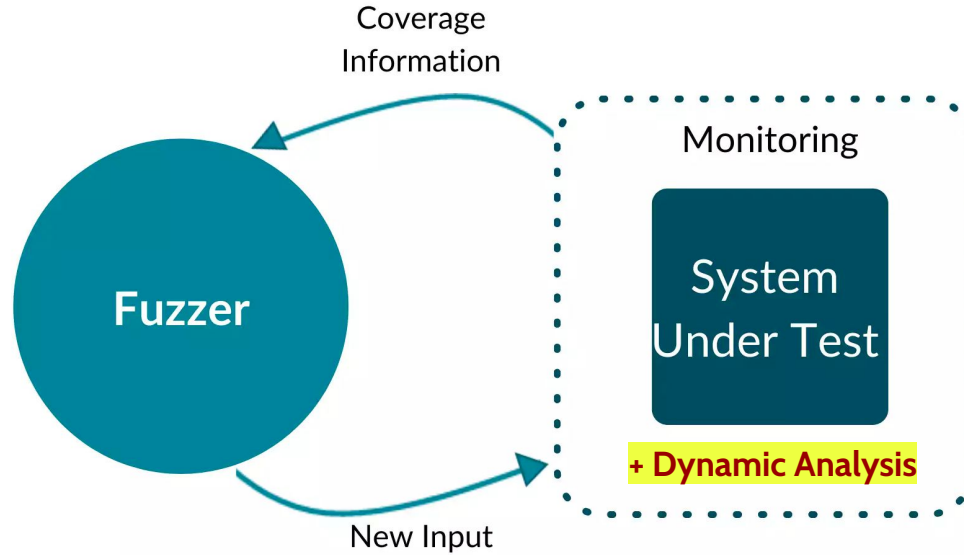 Coverage
Information
Monitoring
Fuzzer
System
Under Test
+ Dynamic Analysis
New Input